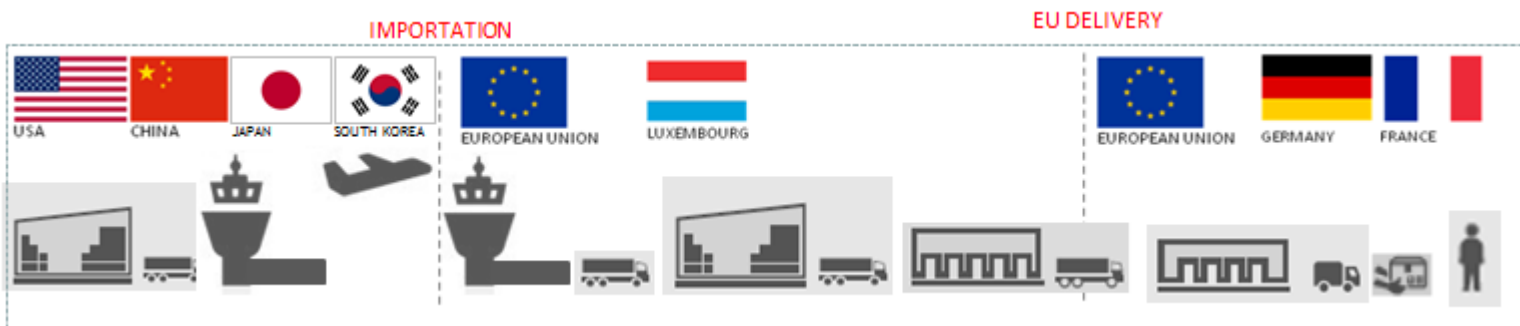 IMPORTATION
EU DELIVERY
USA
CHINA
JAPAN
SOUTH KOREA
EUROPEAN UNION
LUXEMBOURG
EUROPEAN UNION
GERMANY
FRANCE